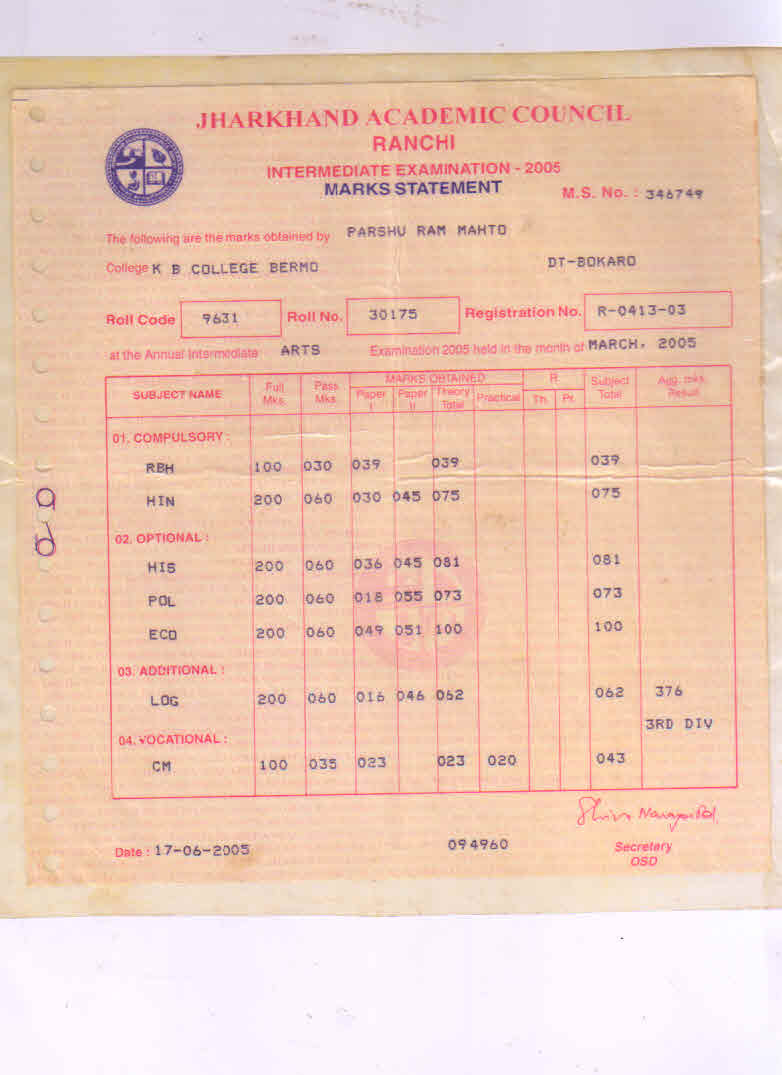 JHARKHAND ACADEMIC COUNCIL
RANCHI
INTERMEDIATE EXAMINATION - 2005
MARKS STATEMENT
M.S. No. : 346749
The following are the marks obtained by PARSHU RAM MAHTO
College K B COLLEGE BERMO DT-BOKARO
Roll Code 9631 Roll No. 30175 Registration No. R-0413-03
at the Annual Intermediate ARTS Examination 2005 held in the month of MARCH, 2005
SUBJECT NAME Full Mks. Pass Mks. MARKS OBTAINED R Subject Total Agg. mks. Result
Paper I Paper II Theory Total Practical Th. Pr.
01. COMPULSORY :
RBH 100 030 039 039 039
HIN 200 060 030 045 075 075
02. OPTIONAL :
HIS 200 060 036 045 081 081
POL 200 060 018 055 073 073
ECO 200 060 049 051 100 100
03. ADDITIONAL :
LOG 200 060 016 046 062 062 376
3RD DIV
04. VOCATIONAL :
CM 100 035 023 023 020 043
Date : 17-06-2005 094960 Secretary
OSD